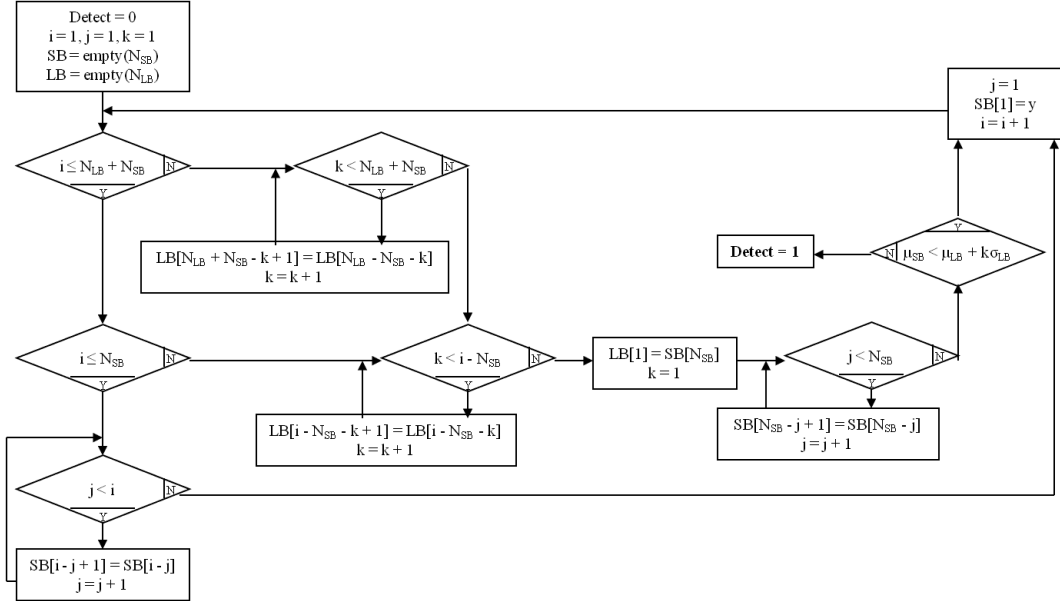 Detect = 0
i = 1, j = 1, k = 1
SB = empty(N_SB)
LB = empty(N_LB)
j = 1
SB[1] = y
i = i + 1
i ≤ N_LB + N_SB
N
Y
k < N_LB + N_SB
N
Y
LB[N_LB + N_SB - k + 1] = LB[N_LB - N_SB - k]
k = k + 1
Detect = 1
Y
N
μ_SB < μ_LB + kσ_LB
i ≤ N_SB
N
Y
k < i - N_SB
N
Y
LB[1] = SB[N_SB]
k = 1
j < N_SB
N
Y
LB[i - N_SB - k + 1] = LB[i - N_SB - k]
k = k + 1
SB[N_SB - j + 1] = SB[N_SB - j]
j = j + 1
j < i
N
Y
SB[i - j + 1] = SB[i - j]
j = j + 1